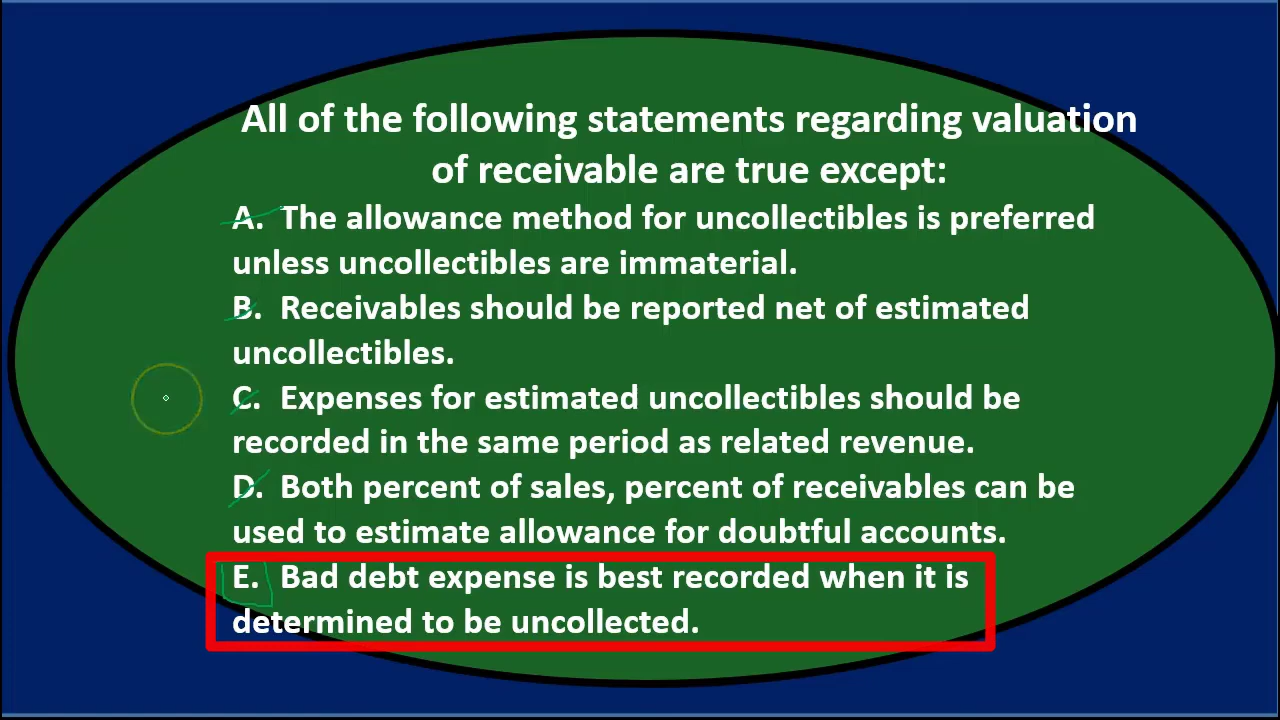 All of the following statements regarding valuation
of receivable are true except:
A. The allowance method for uncollectibles is preferred
unless uncollectibles are immaterial.
B. Receivables should be reported net of estimated
uncollectibles.
C. Expenses for estimated uncollectibles should be
recorded in the same period as related revenue.
D. Both percent of sales, percent of receivables can be
used to estimate allowance for doubtful accounts.
E. Bad debt expense is best recorded when it is
determined to be uncollected.